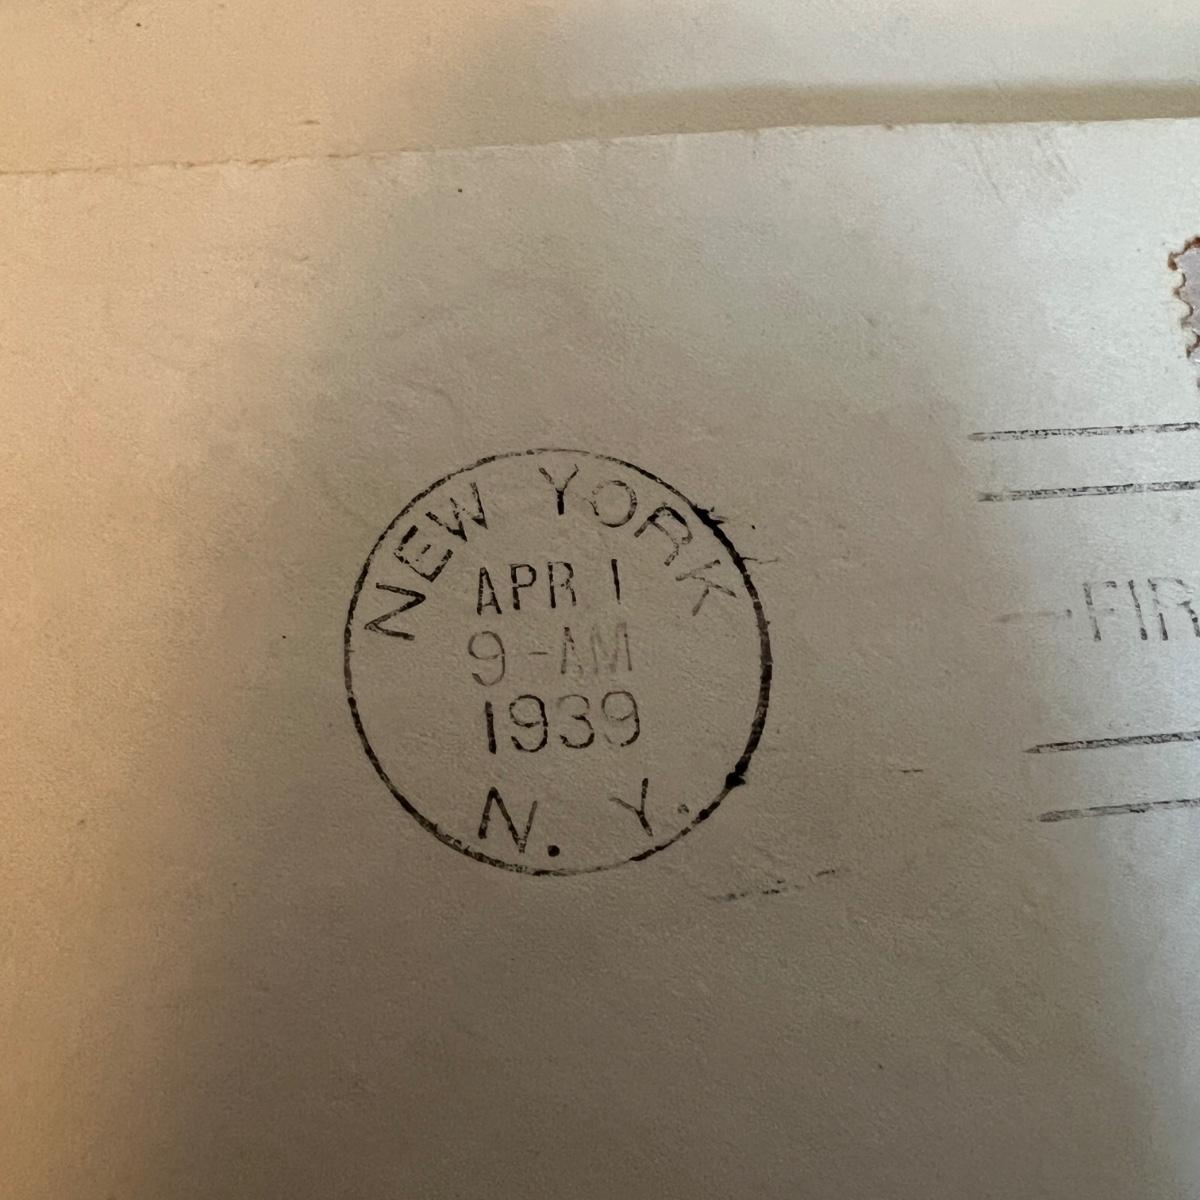 NEW YORK
APR 1
9-AM
1939
N. Y.
FIR